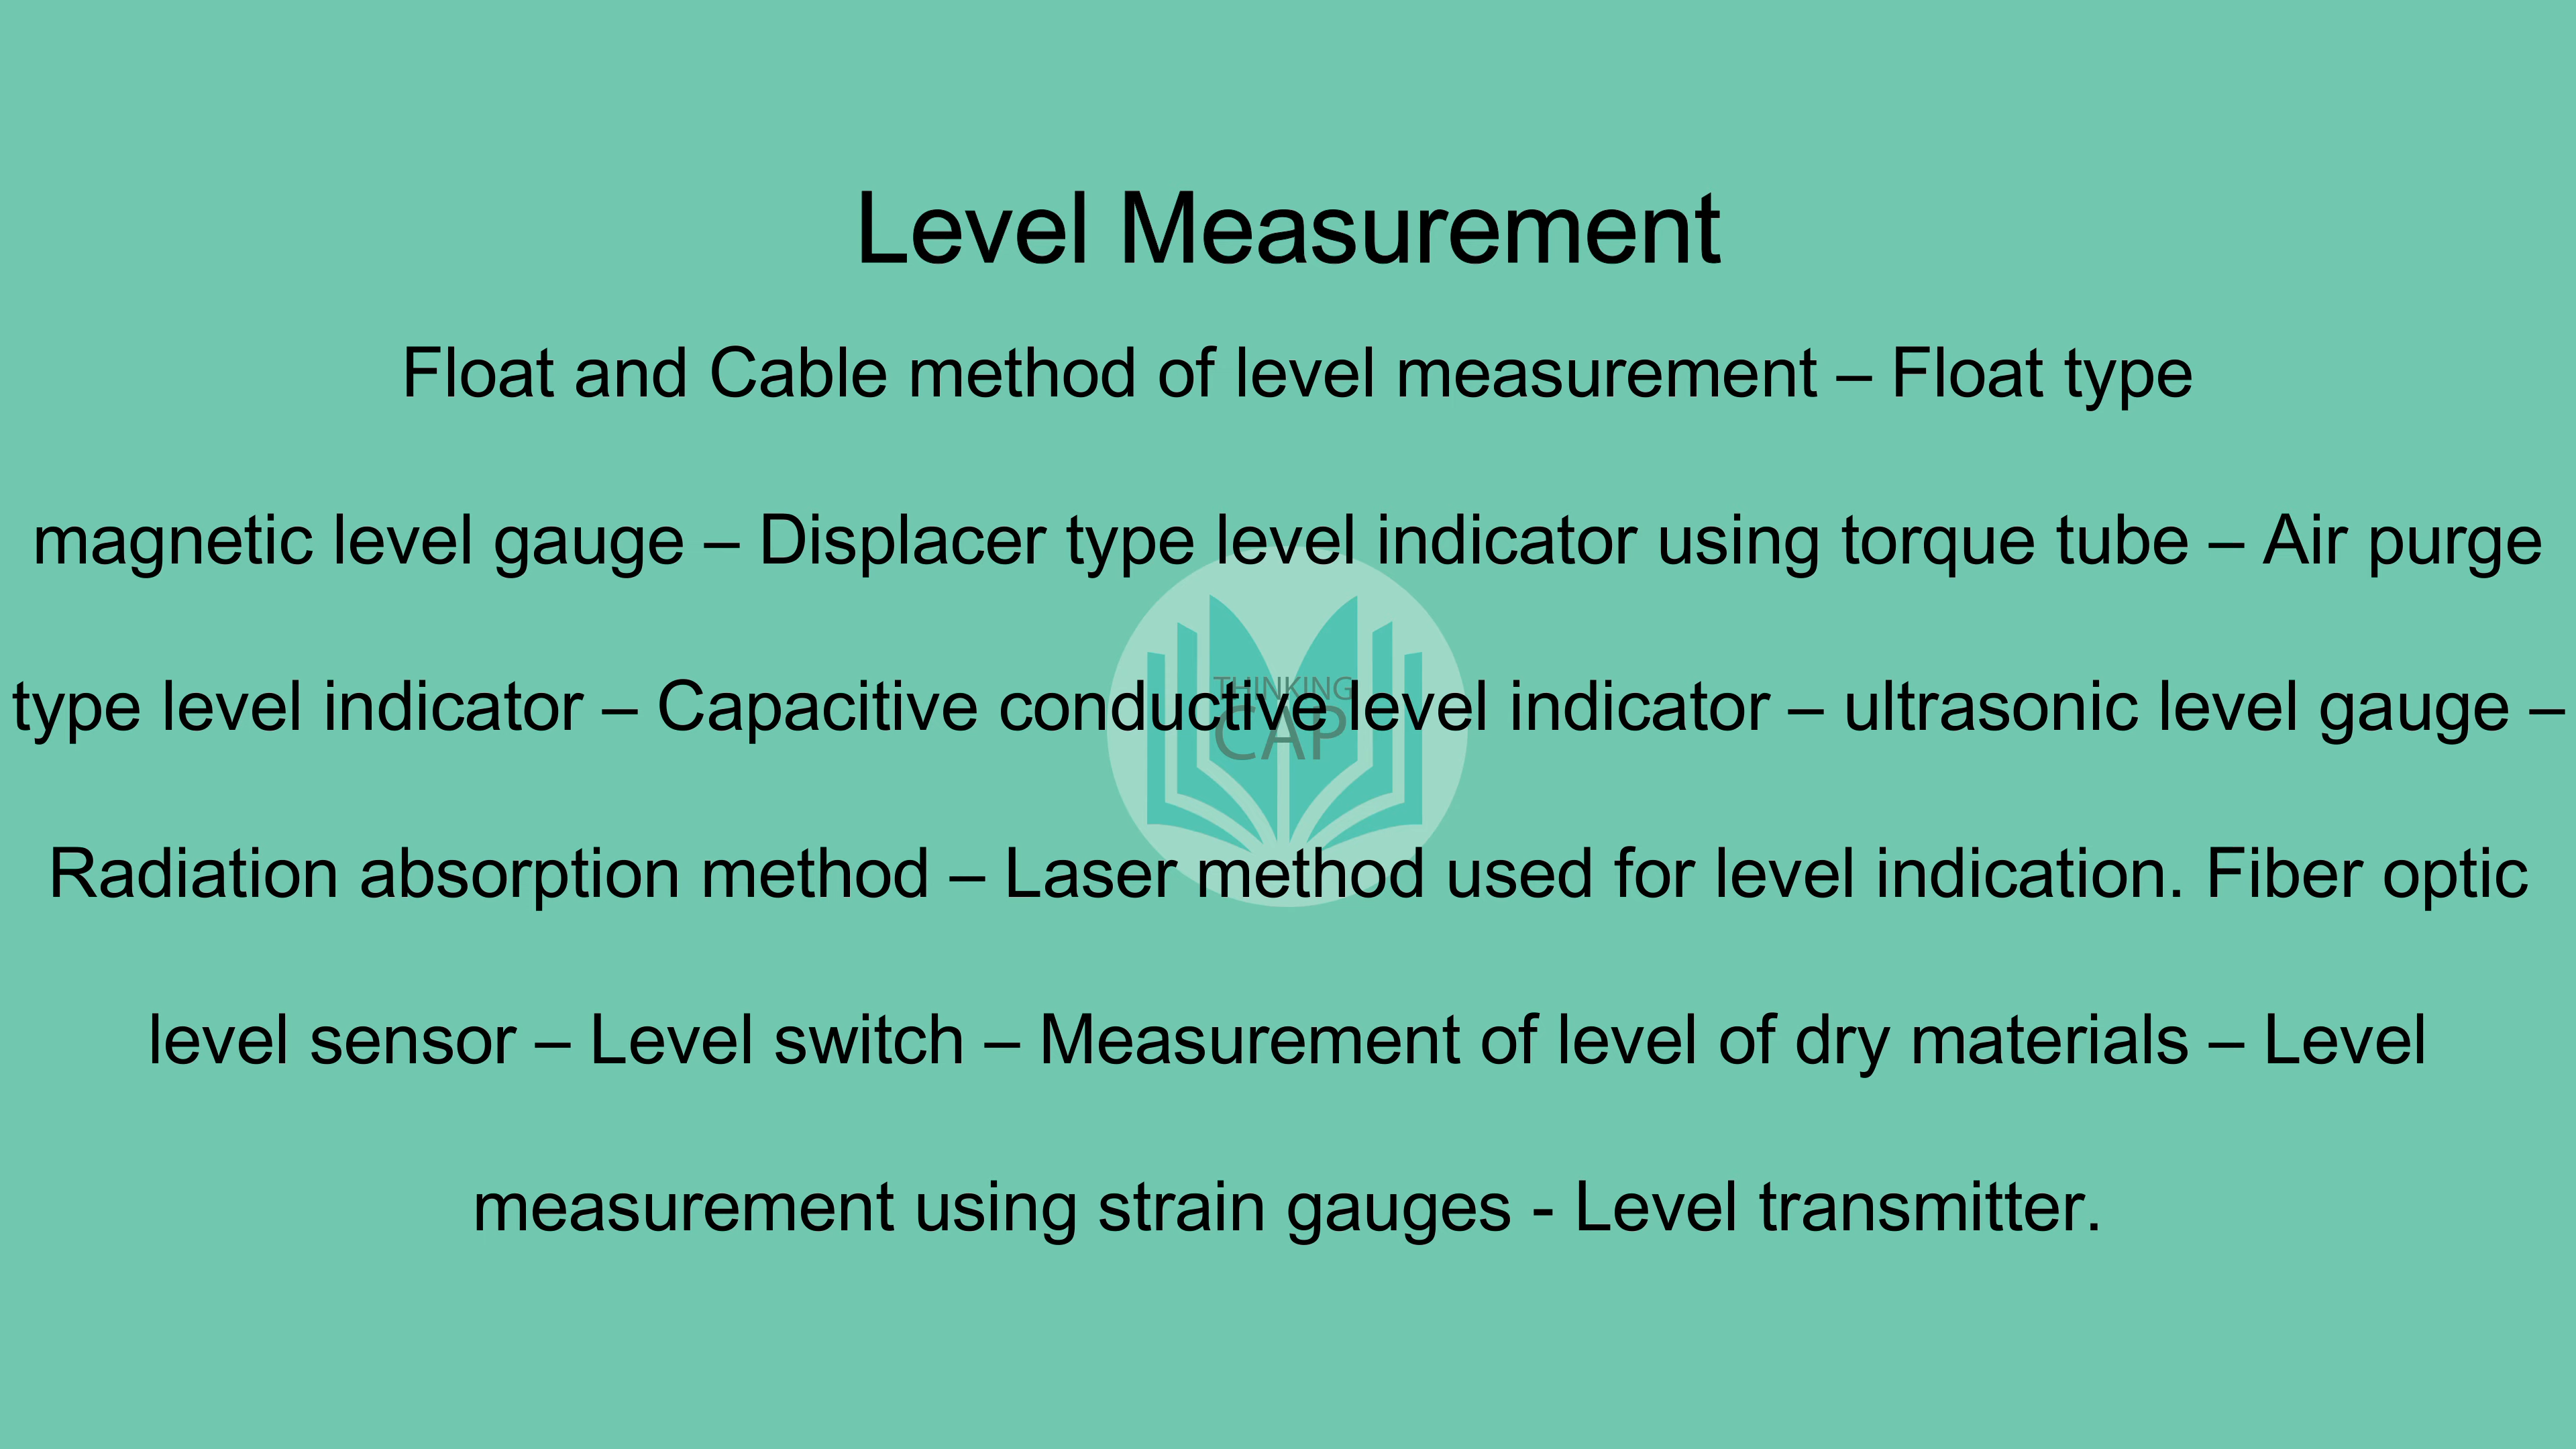 Level Measurement
Float and Cable method of level measurement – Float type
magnetic level gauge – Displacer type level indicator using torque tube – Air purge
type level indicator – Capacitive conductive level indicator – ultrasonic level gauge –
THINKING
CAP
Radiation absorption method – Laser method used for level indication. Fiber optic
level sensor – Level switch – Measurement of level of dry materials – Level
measurement using strain gauges - Level transmitter.